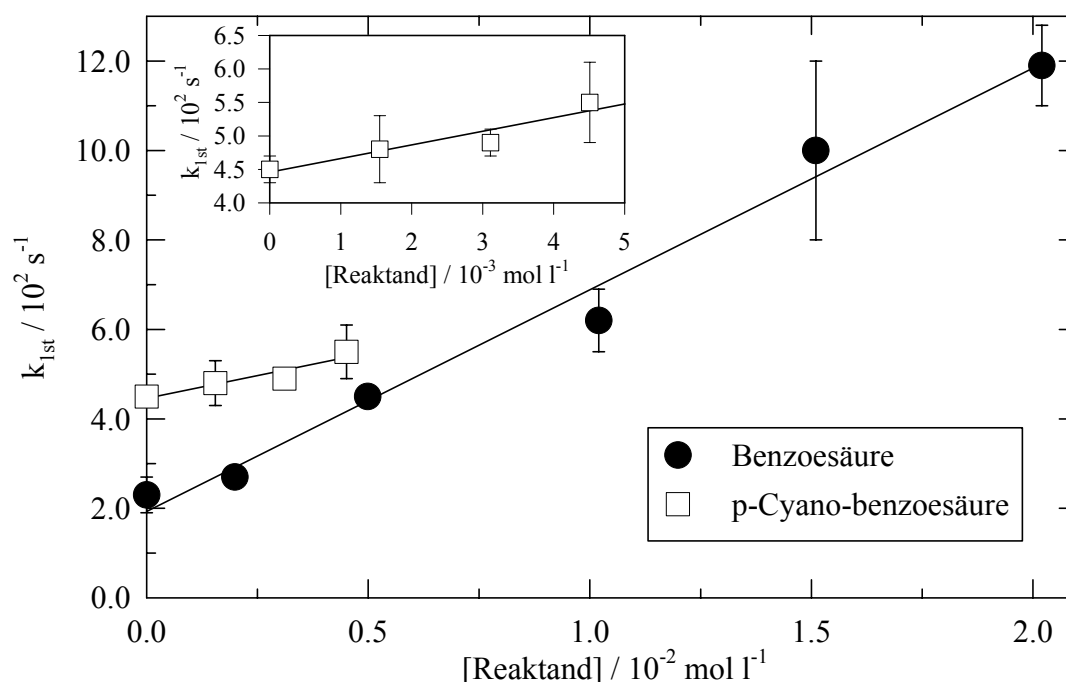 6.5
6.0
5.5
5.0
4.5
4.0
k1st / 10² s⁻¹
0 1 2 3 4 5
[Reaktand] / 10⁻³ mol l⁻¹
12.0
10.0
8.0
6.0
4.0
2.0
0.0
k1st / 10² s⁻¹
Benzoesäure
p-Cyano-benzoesäure
0.0 0.5 1.0 1.5 2.0
[Reaktand] / 10⁻² mol l⁻¹